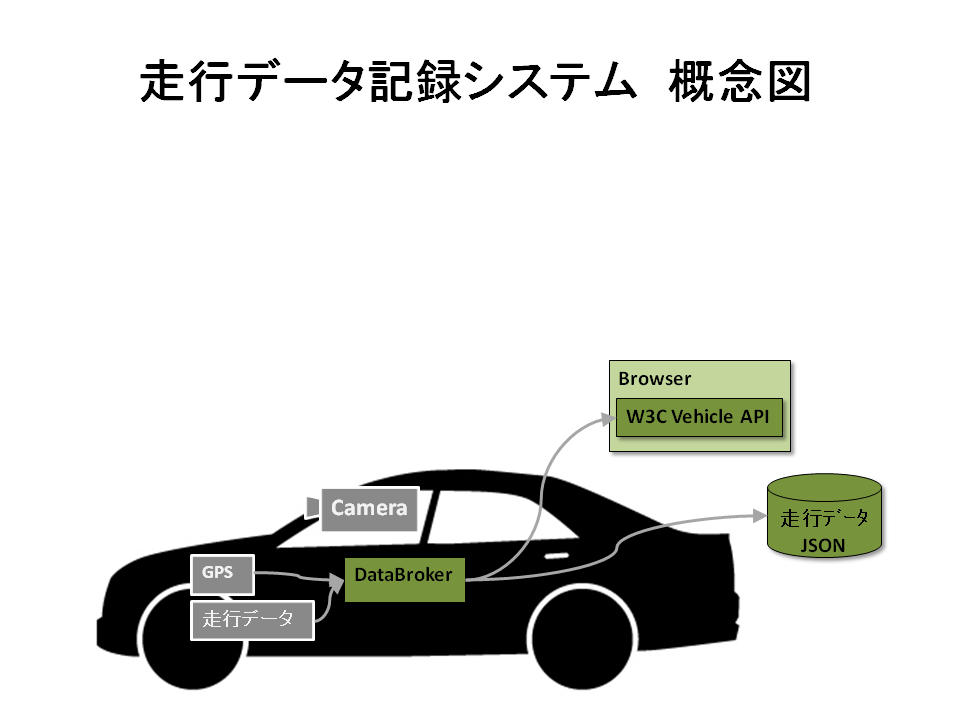 走行データ記録システム　概念図
Browser
W3C Vehicle API
Camera
走行ﾃﾞｰﾀ
JSON
GPS
DataBroker
走行データ